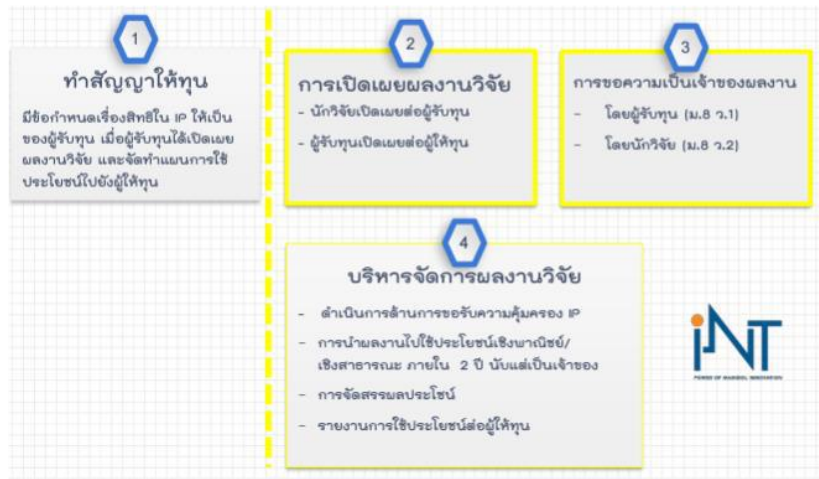 1
ทำสัญญาให้ทุน
มีข้อกำหนดเรื่องสิทธิใน IP ให้เป็น
ของผู้รับทุน เมื่อผู้รับทุนได้เปิดเผย
ผลงานวิจัย และจัดทำแผนการใช้
ประโยชน์ไปยังผู้ให้ทุน
2
การเปิดเผยผลงานวิจัย
- นักวิจัยเปิดเผยต่อผู้รับทุน
- ผู้รับทุนเปิดเผยต่อผู้ให้ทุน
3
การขอความเป็นเจ้าของผลงาน
- โดยผู้รับทุน (ม.8 ว.1)
- โดยนักวิจัย (ม.8 ว.2)
4
บริหารจัดการผลงานวิจัย
- ดำเนินการด้านการขอรับความคุ้มครอง IP
- การนำผลงานไปใช้ประโยชน์เชิงพาณิชย์/
เชิงสาธารณะ ภายใน 2 ปี นับแต่เป็นเจ้าของ
- การจัดสรรผลประโยชน์
- รายงานการใช้ประโยชน์ต่อผู้ให้ทุน
iNT
POWER OF MAHIDOL INNOVATION